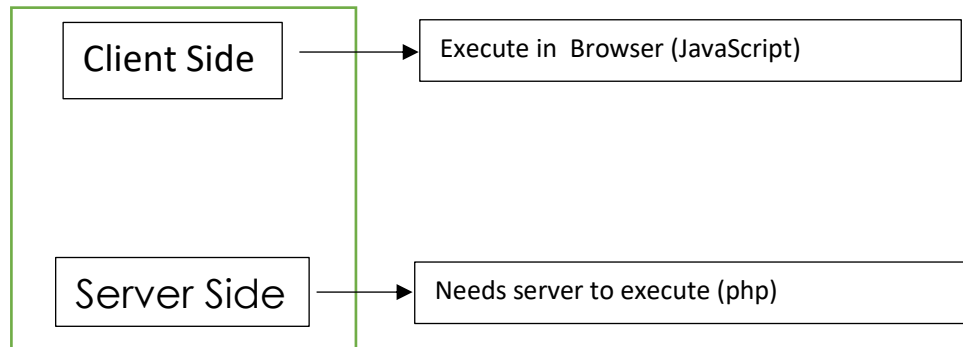 Client Side
Execute in  Browser (JavaScript)
Server Side
Needs server to execute (php)